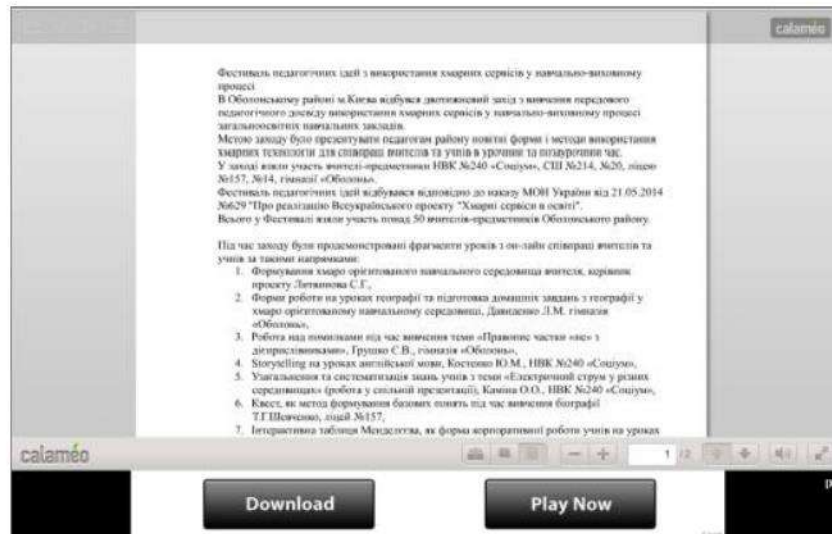 calaméo
Фестиваль педагогічних ідей з використання хмарних сервісів у навчально-виховному
процесі
В Оболонському районі м.Києва відбувся двотижневий захід з вивчення передового
педагогічного досвіду використання хмарних сервісів у навчально-виховному процесі
загальноосвітніх навчальних закладів.
Метою заходу було презентувати педагогам району новітні форми і методи використання
хмарних технологій для співпраці вчителів та учнів в урочний та позаурочний час.
У заході взяли участь вчителі-предметники НВК №240 «Соціум», СШ №214, №20, ліцею
№157, №14, гімназії «Оболонь».
Фестиваль педагогічних ідей відбувався відповідно до наказу МОН України від 21.05.2014
№629 "Про реалізацію Всеукраїнського проекту "Хмарні сервіси в освіті".
Всього у Фестивалі взяли участь понад 50 вчителів-предметників Оболонського району.
Під час заходу були продемонстровані фрагменти уроків з он-лайн співпраці вчителів та
учнів за такими напрямками:
1. Формування хмаро орієнтованого навчального середовища вчителя, керівник
проекту Литвинова С.Г.,
2. Форми роботи на уроках географії та підготовка домашніх завдань з географії у
хмаро орієнтованому навчальному середовищі, Давиденко Л.М. гімназія
«Оболонь»,
3. Робота над помилками під час вивчення теми «Правопис частки «не» з
дієприслівниками», Грушко С.В., гімназія «Оболонь»,
4. Storytelling на уроках англійської мови, Костенко Ю.М., НВК №240 «Соціум»,
5. Узагальнення та систематизація знань учнів з теми «Електричний струм у різних
середовищах» (робота у спільній презентації), Каміна О.О., НВК №240 «Соціум»,
6. Квест, як метод формування базових понять під час вивчення біографії
Т.Г.Шевченко, ліцей №157,
7. Інтерактивна таблиця Менделєєва, як форма корпоративної роботи учнів на уроках
calaméo
1 /2
Download
Play Now